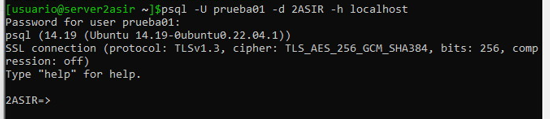 [usuario@server2asir ~]$psql -U prueba01 -d 2ASIR -h localhost
Password for user prueba01:
psql (14.19 (Ubuntu 14.19-0ubuntu0.22.04.1))
SSL connection (protocol: TLSv1.3, cipher: TLS_AES_256_GCM_SHA384, bits: 256, comp
ression: off)
Type "help" for help.
2ASIR=>